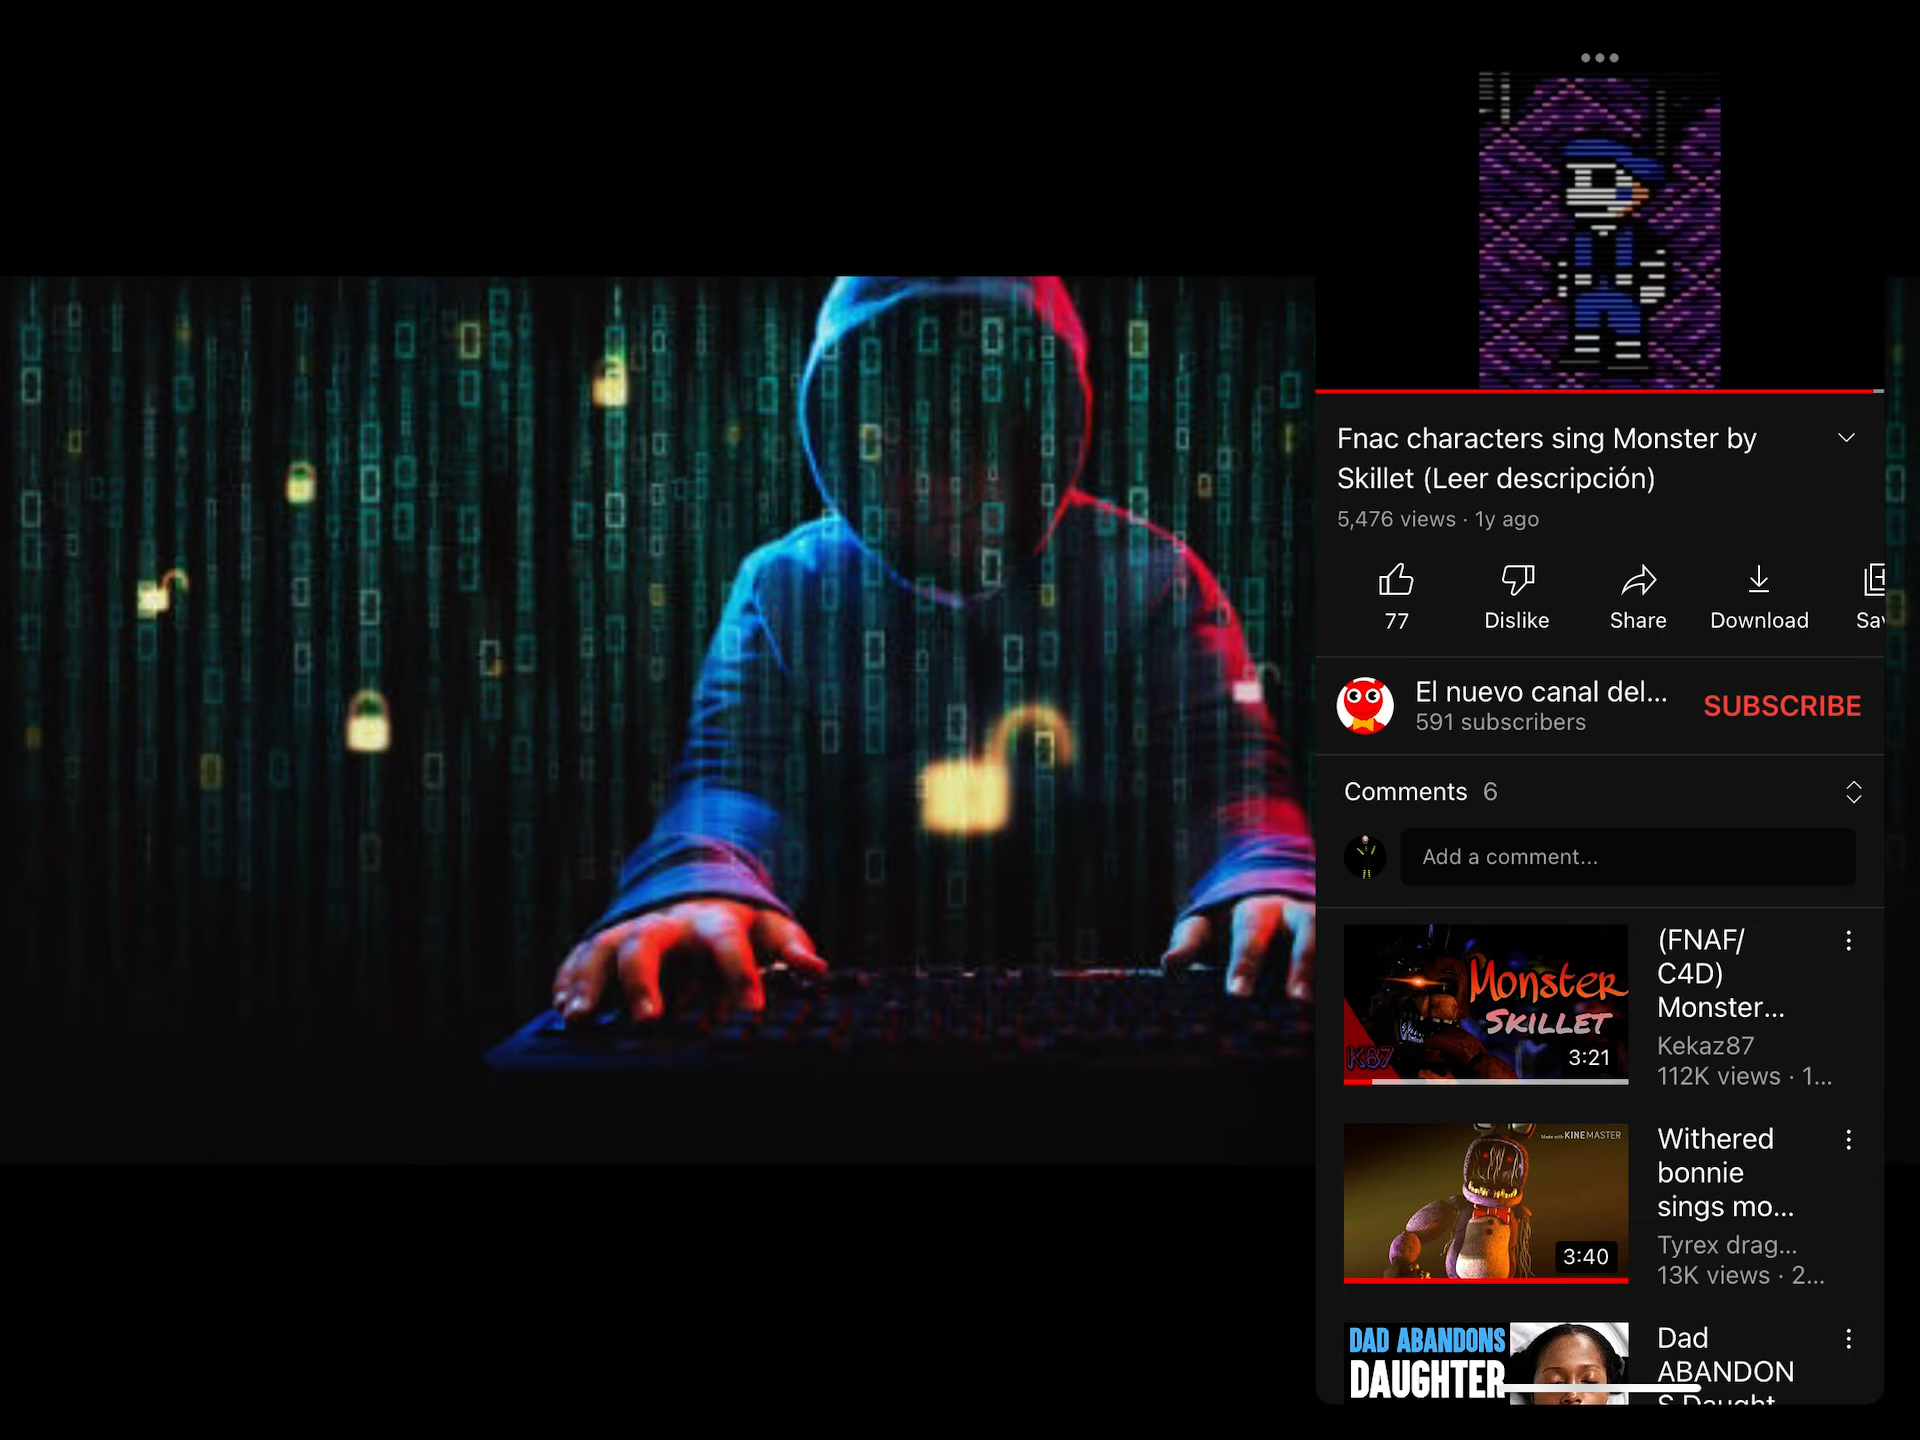 Fnac characters sing Monster by
Skillet (Leer descripción)
5,476 views · 1y ago
77
Dislike
Share
Download
El nuevo canal del...
591 subscribers
SUBSCRIBE
Comments 6
Add a comment...
Monster
Skillet
K87
3:21
(FNAF/
C4D)
Monster...
Kekaz87
112K views · 1...
Made with KINEMASTER
3:40
Withered
bonnie
sings mo...
Tyrex drag...
13K views · 2...
DAD ABANDONS
DAUGHTER
Dad
ABANDON
S Daught